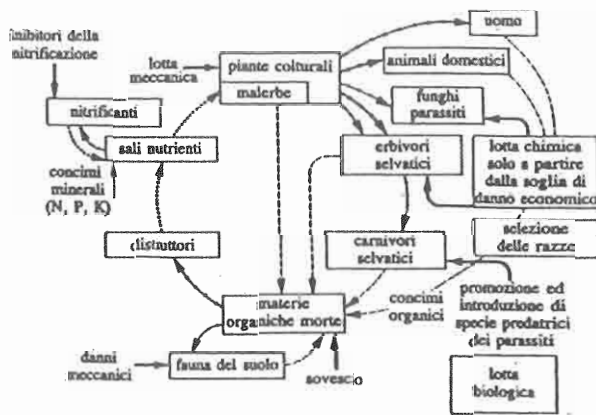 inibitori della
nitrificazione
nitrificanti
sali nutrienti
concimi
minerali
(N, P, K)
lotta
meccanica
piante colturali
malerbe
uomo
animali domestici
funghi
parassiti
erbivori
selvatici
lotta chimica
solo a partire
dalla soglia di
danno economico
selezione
delle razze
distruttori
carnivori
selvatici
materie
organiche morte
concimi
organici
promozione ed
introduzione di
specie predatrici
dei parassiti
danni
meccanici
fauna del suolo
sovescio
lotta
biologica